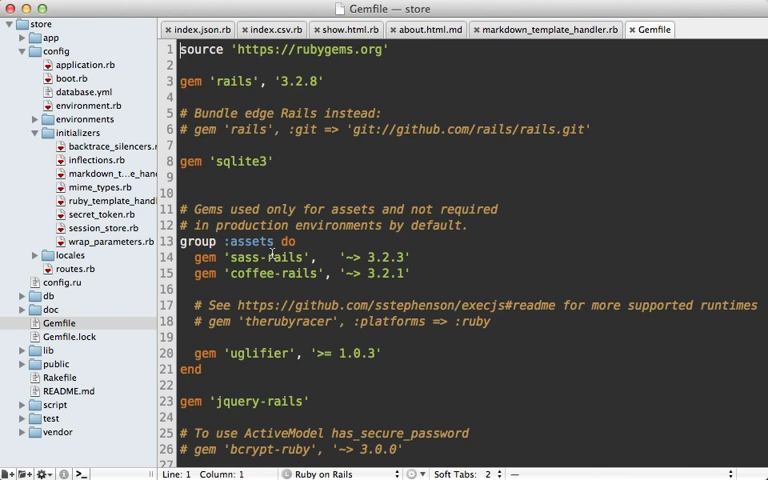 Gemfile — store
store
app
config
application.rb
boot.rb
database.yml
environment.rb
environments
initializers
backtrace_silencers.r
inflections.rb
markdown_t...e_hand
mime_types.rb
ruby_template_handl
secret_token.rb
session_store.rb
wrap_parameters.rb
locales
routes.rb
config.ru
db
doc
Gemfile
Gemfile.lock
lib
public
Rakefile
README.md
script
test
vendor
index.json.rb index.csv.rb show.html.rb about.html.md markdown_template_handler.rb Gemfile
1 source 'https://rubygems.org'
2
3 gem 'rails', '3.2.8'
4
5 # Bundle edge Rails instead:
6 # gem 'rails', :git => 'git://github.com/rails/rails.git'
7
8 gem 'sqlite3'
9
10
11 # Gems used only for assets and not required
12 # in production environments by default.
13 group :assets do
14 gem 'sass-rails', '~> 3.2.3'
15 gem 'coffee-rails', '~> 3.2.1'
16
17 # See https://github.com/sstephenson/execjs#readme for more supported runtimes
18 # gem 'therubyracer', :platforms => :ruby
19
20 gem 'uglifier', '>= 1.0.3'
21 end
22
23 gem 'jquery-rails'
24
25 # To use ActiveModel has_secure_password
26 # gem 'bcrypt-ruby', '~> 3.0.0'
27
Line: 1 Column: 1 Ruby on Rails Soft Tabs: 2 —